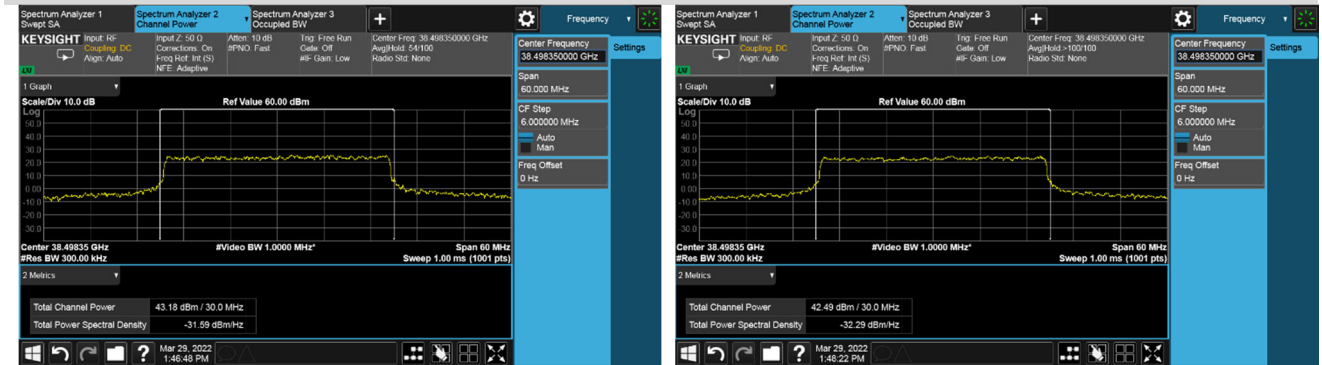 Spectrum Analyzer 1
Swept SA
Spectrum Analyzer 2
Channel Power
Spectrum Analyzer 3
Occupied BW
+
Frequency
KEYSIGHT
Input: RF
Coupling: DC
Align: Auto
Input Z: 50 Ω
Corrections: On
Freq Ref: Int (S)
NFE: Adaptive
Atten: 10 dB
#PNO: Fast
Trig: Free Run
Gate: Off
#IF Gain: Low
Center Freq: 38.498350000 GHz
Avg|Hold: 54/100
Radio Std: None
LXI
Center Frequency
38.498350000 GHz
Settings
Span
60.000 MHz
CF Step
6.000000 MHz
Auto
Man
Freq Offset
0 Hz
1 Graph
Scale/Div 10.0 dB
Ref Value 60.00 dBm
Log
50.0
40.0
30.0
20.0
10.0
0.00
-10.0
-20.0
-30.0
Center 38.49835 GHz
#Video BW 1.0000 MHz*
Span 60 MHz
#Res BW 300.00 kHz
Sweep 1.00 ms (1001 pts)
2 Metrics
Total Channel Power 43.18 dBm / 30.0 MHz
Total Power Spectral Density -31.59 dBm/Hz
?
Mar 29, 2022
1:46:48 PM
Spectrum Analyzer 1
Swept SA
Spectrum Analyzer 2
Channel Power
Spectrum Analyzer 3
Occupied BW
+
Frequency
KEYSIGHT
Input: RF
Coupling: DC
Align: Auto
Input Z: 50 Ω
Corrections: On
Freq Ref: Int (S)
NFE: Adaptive
Atten: 10 dB
#PNO: Fast
Trig: Free Run
Gate: Off
#IF Gain: Low
Center Freq: 38.498350000 GHz
Avg|Hold: >100/100
Radio Std: None
LXI
Center Frequency
38.498350000 GHz
Settings
Span
60.000 MHz
CF Step
6.000000 MHz
Auto
Man
Freq Offset
0 Hz
1 Graph
Scale/Div 10.0 dB
Ref Value 60.00 dBm
Log
50.0
40.0
30.0
20.0
10.0
0.00
-10.0
-20.0
-30.0
Center 38.49835 GHz
#Video BW 1.0000 MHz*
Span 60 MHz
#Res BW 300.00 kHz
Sweep 1.00 ms (1001 pts)
2 Metrics
Total Channel Power 42.49 dBm / 30.0 MHz
Total Power Spectral Density -32.29 dBm/Hz
?
Mar 29, 2022
1:48:22 PM